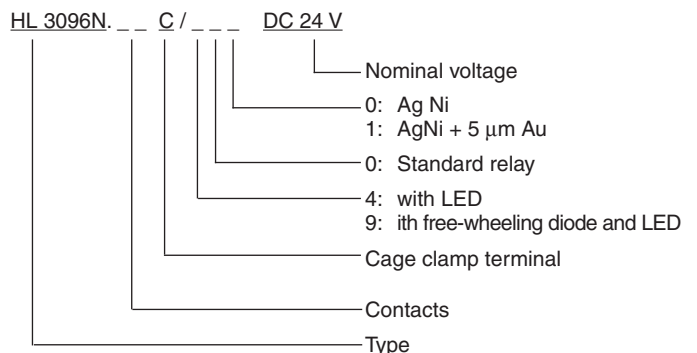 HL 3096N. _ _ C / _ _ _ DC 24 V
Nominal voltage
0: Ag Ni
1: AgNi + 5 μm Au
0: Standard relay
4: with LED
9: ith free-wheeling diode and LED
Cage clamp terminal
Contacts
Type